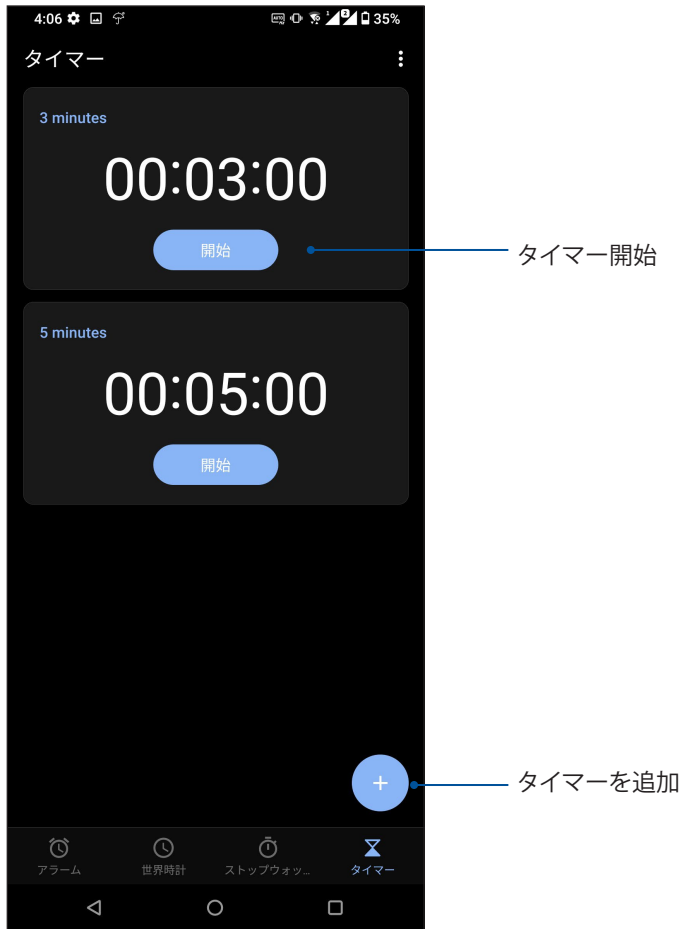 4:06 35%
タイマー
3 minutes
00:03:00
開始
タイマー開始
5 minutes
00:05:00
開始
+
タイマーを追加
アラーム 世界時計 ストップウォッ... タイマー